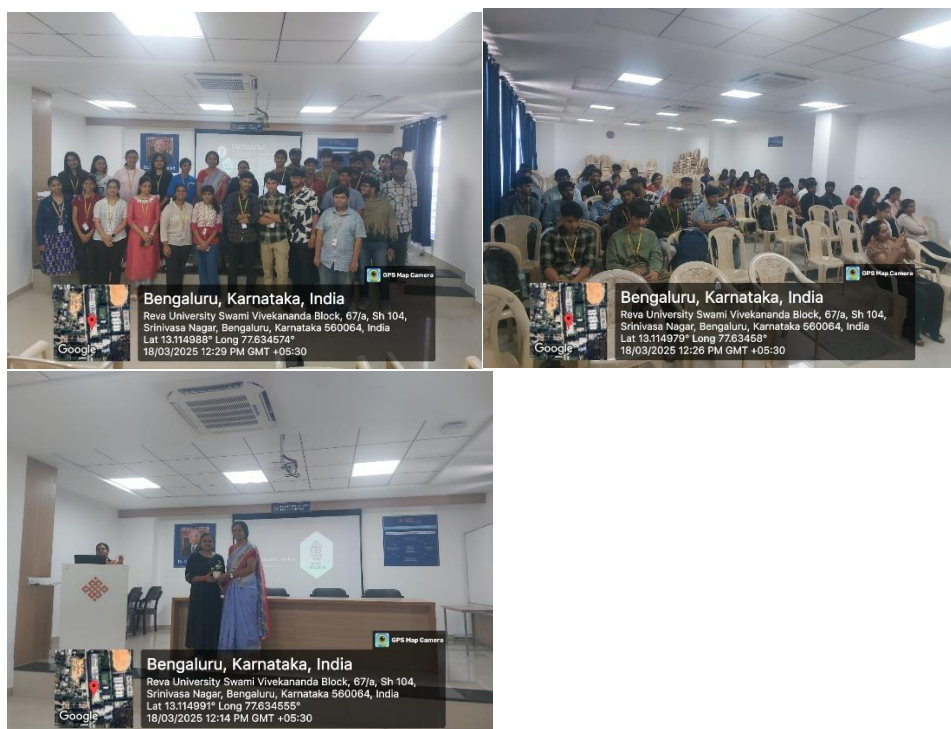 GPS Map Camera
Bengaluru, Karnataka, India
Reva University Swami Vivekananda Block, 67/a, Sh 104,
Srinivasa Nagar, Bengaluru, Karnataka 560064, India
Lat 13.114988° Long 77.634574°
18/03/2025 12:29 PM GMT +05:30
Google
GPS Map Camera
Bengaluru, Karnataka, India
Reva University Swami Vivekananda Block, 67/a, Sh 104,
Srinivasa Nagar, Bengaluru, Karnataka 560064, India
Lat 13.114979° Long 77.63458°
18/03/2025 12:26 PM GMT +05:30
Google
GPS Map Camera
Bengaluru, Karnataka, India
Reva University Swami Vivekananda Block, 67/a, Sh 104,
Srinivasa Nagar, Bengaluru, Karnataka 560064, India
Lat 13.114991° Long 77.634555°
18/03/2025 12:14 PM GMT +05:30
Google